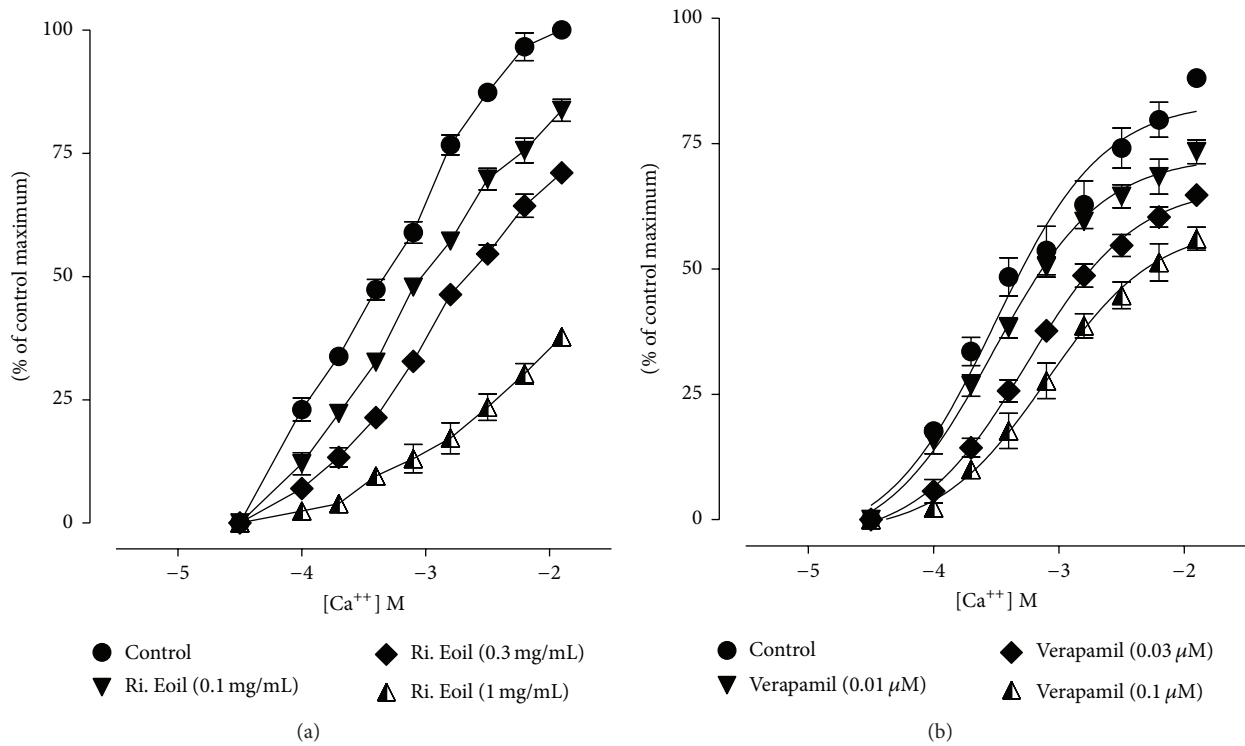 100
75
50
25
0
(% of control maximum)
−5 −4 −3 −2
[Ca⁺⁺] M
Control
Ri. Eoil (0.1 mg/mL)
Ri. Eoil (0.3 mg/mL)
Ri. Eoil (1 mg/mL)
(a)
100
75
50
25
0
(% of control maximum)
−5 −4 −3 −2
[Ca⁺⁺] M
Control
Verapamil (0.01 μM)
Verapamil (0.03 μM)
Verapamil (0.1 μM)
(b)